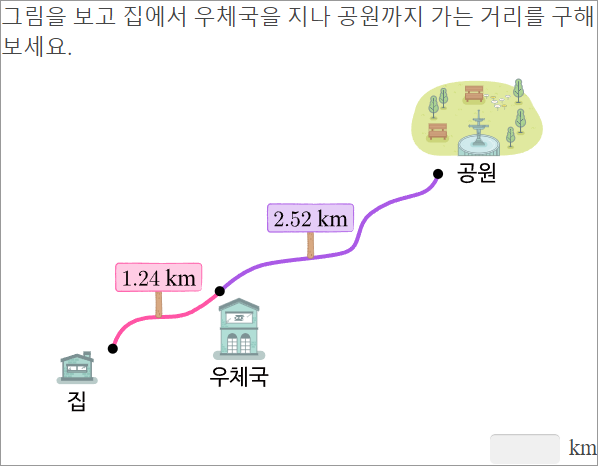 그림을 보고 집에서 우체국을 지나 공원까지 가는 거리를 구해
보세요.
공원
2.52 km
1.24 km
우체국
집
km